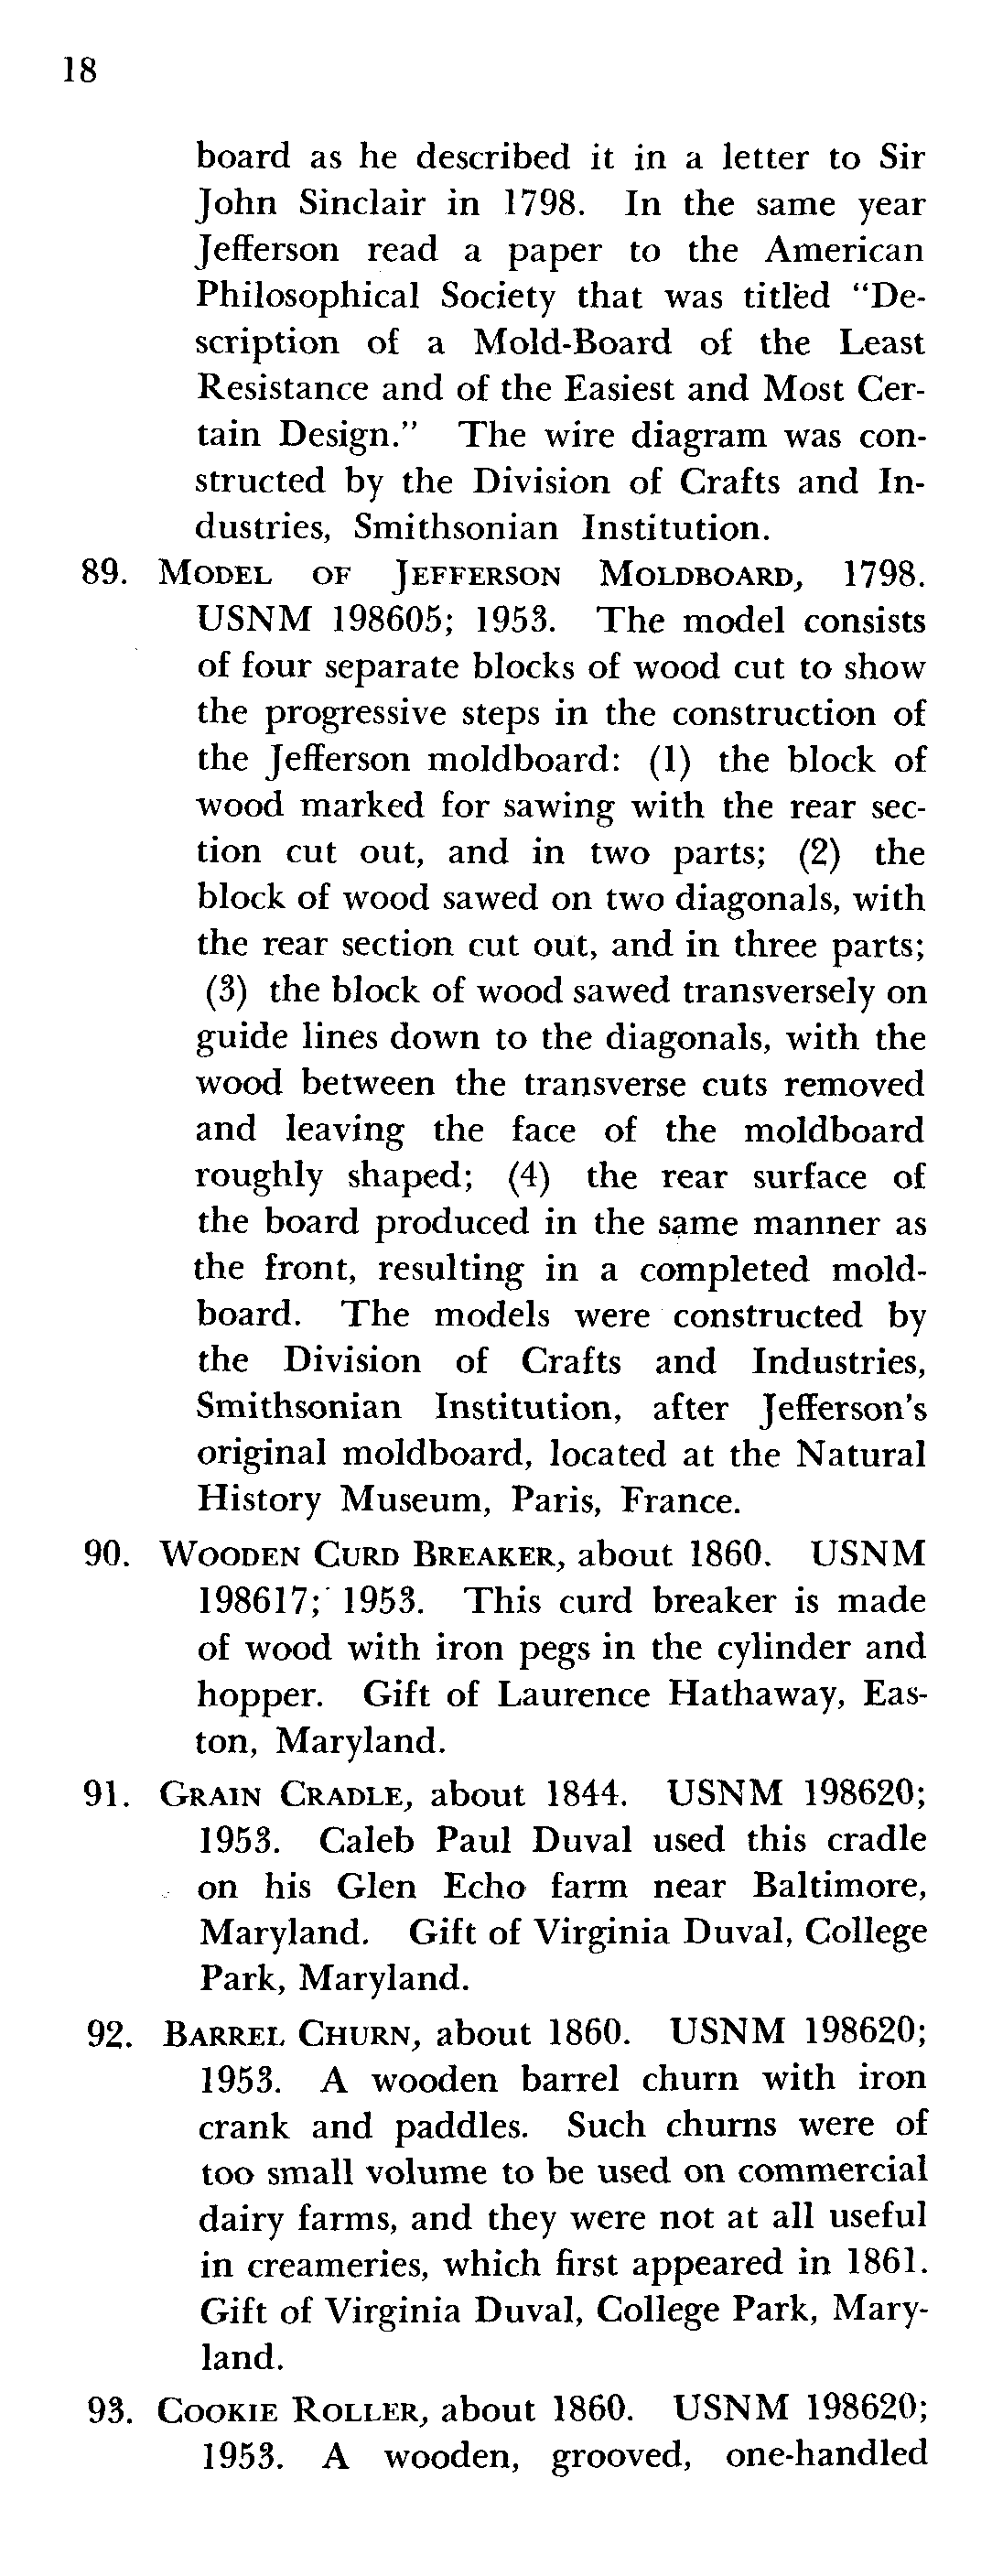 18
board as he described it in a letter to Sir
John Sinclair in 1798. In the same year
Jefferson read a paper to the American
Philosophical Society that was titled “De-
scription of a Mold-Board of the Least
Resistance and of the Easiest and Most Cer-
tain Design.” The wire diagram was con-
structed by the Division of Crafts and In-
dustries, Smithsonian Institution.
89. MODEL OF JEFFERSON MOLDBOARD, 1798.
USNM 198605; 1953. The model consists
of four separate blocks of wood cut to show
the progressive steps in the construction of
the Jefferson moldboard: (1) the block of
wood marked for sawing with the rear sec-
tion cut out, and in two parts; (2) the
block of wood sawed on two diagonals, with
the rear section cut out, and in three parts;
(3) the block of wood sawed transversely on
guide lines down to the diagonals, with the
wood between the transverse cuts removed
and leaving the face of the moldboard
roughly shaped; (4) the rear surface of
the board produced in the same manner as
the front, resulting in a completed mold-
board. The models were constructed by
the Division of Crafts and Industries,
Smithsonian Institution, after Jefferson's
original moldboard, located at the Natural
History Museum, Paris, France.
90. WOODEN CURD BREAKER, about 1860. USNM
198617; 1953. This curd breaker is made
of wood with iron pegs in the cylinder and
hopper. Gift of Laurence Hathaway, Eas-
ton, Maryland.
91. GRAIN CRADLE, about 1844. USNM 198620;
1953. Caleb Paul Duval used this cradle
on his Glen Echo farm near Baltimore,
Maryland. Gift of Virginia Duval, College
Park, Maryland.
92. BARREL CHURN, about 1860. USNM 198620;
1953. A wooden barrel churn with iron
crank and paddles. Such churns were of
too small volume to be used on commercial
dairy farms, and they were not at all useful
in creameries, which first appeared in 1861.
Gift of Virginia Duval, College Park, Mary-
land.
93. COOKIE ROLLER, about 1860. USNM 198620;
1953. A wooden, grooved, one-handled